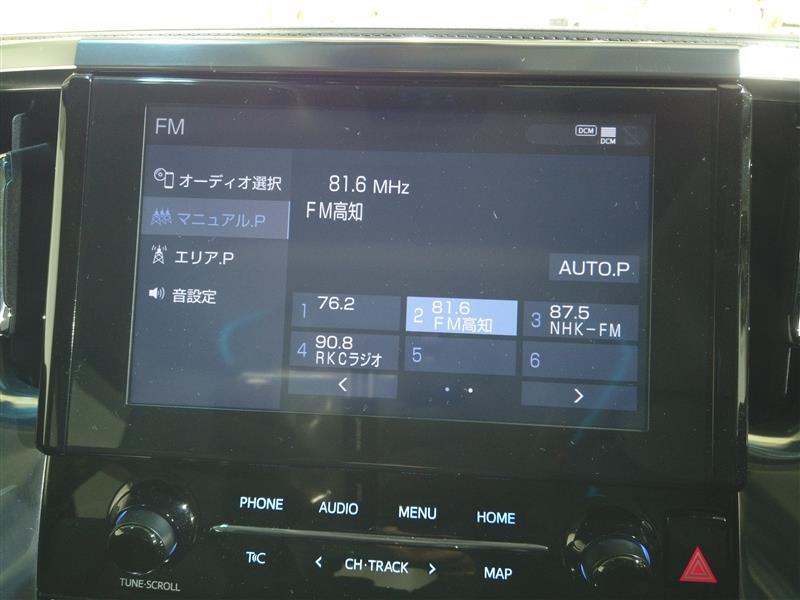 FM
DCM
DCM
オーディオ選択
81.6 MHz
マニュアル.P
FM高知
エリア.P
AUTO.P
音設定
1 76.2
2 81.6
FM高知
3 87.5
NHK-FM
4 90.8
RKCラジオ
5
6
< >
PHONE AUDIO MENU HOME
TC < CH·TRACK > MAP
TUNE·SCROLL